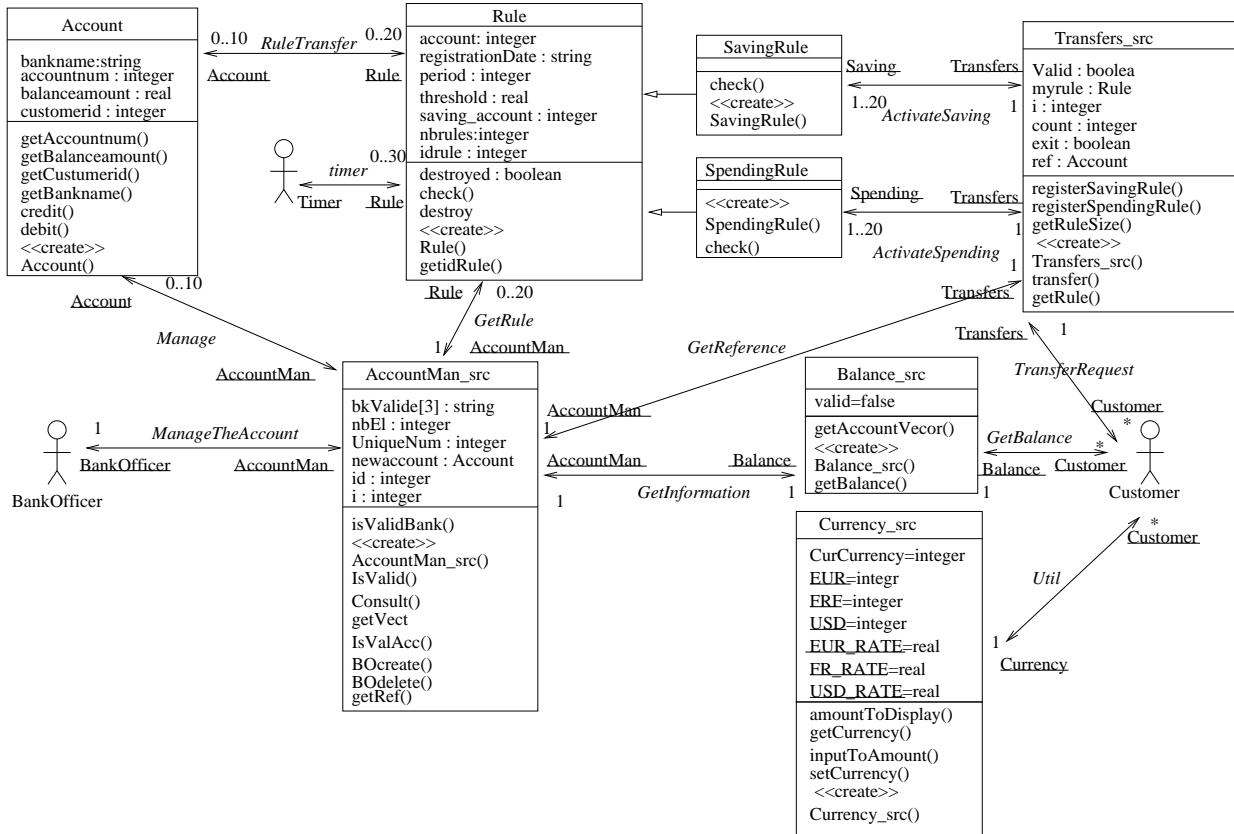 Account
bankname:string
accountnum : integer
balanceamount : real
customerid : integer
getAccountnum()
getBalanceamount()
getCustumerid()
getBankname()
credit()
debit()
<<create>>
Account()
0..10
RuleTransfer
0..20
Account
Rule
Rule
account: integer
registrationDate : string
period : integer
threshold : real
saving_account : integer
nbrules:integer
idrule : integer
destroyed : boolean
check()
destroy
<<create>>
Rule()
getidRule()
timer
0..30
Timer
Rule
SavingRule
check()
<<create>>
SavingRule()
Saving
Transfers
1..20
1
ActivateSaving
SpendingRule
<<create>>
SpendingRule()
check()
Spending
Transfers
1..20
1
ActivateSpending
Transfers_src
Valid : boolea
myrule : Rule
i : integer
count : integer
exit : boolean
ref : Account
registerSavingRule()
registerSpendingRule()
getRuleSize()
<<create>>
Transfers_src()
transfer()
getRule()
0..10
Account
Manage
AccountMan
Rule
0..20
GetRule
1
AccountMan
1
Transfers
GetReference
AccountMan
1
Transfers
1
TransferRequest
Customer
*
AccountMan_src
bkValide[3] : string
nbEl : integer
UniqueNum : integer
newaccount : Account
id : integer
i : integer
isValidBank()
<<create>>
AccountMan_src()
IsValid()
Consult()
getVect
IsValAcc()
BOcreate()
BOdelete()
getRef()
1
ManageTheAccount
BankOfficer
AccountMan
BankOfficer
AccountMan
Balance
1
GetInformation
1
Balance_src
valid=false
getAccountVecor()
<<create>>
Balance_src()
getBalance()
GetBalance
*
Balance
Customer
1
Customer
*
Customer
Util
1
Currency
Currency_src
CurCurrency=integer
EUR=integr
FRF=integer
USD=integer
EUR_RATE=real
FR_RATE=real
USD_RATE=real
amountToDisplay()
getCurrency()
inputToAmount()
setCurrency()
<<create>>
Currency_src()